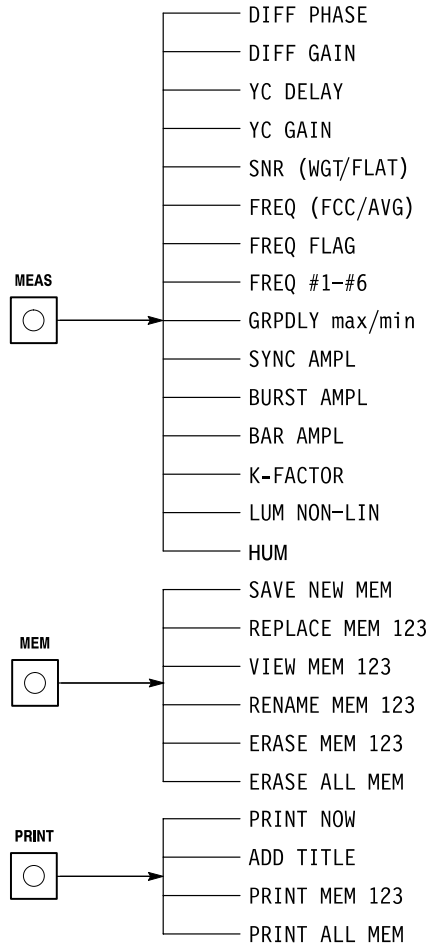 DIFF PHASE
DIFF GAIN
YC DELAY
YC GAIN
SNR (WGT/FLAT)
FREQ (FCC/AVG)
FREQ FLAG
FREQ #1–#6
MEAS
GRPDLY max/min
SYNC AMPL
BURST AMPL
BAR AMPL
K-FACTOR
LUM NON–LIN
HUM
SAVE NEW MEM
REPLACE MEM 123
MEM
VIEW MEM 123
RENAME MEM 123
ERASE MEM 123
ERASE ALL MEM
PRINT NOW
PRINT
ADD TITLE
PRINT MEM 123
PRINT ALL MEM